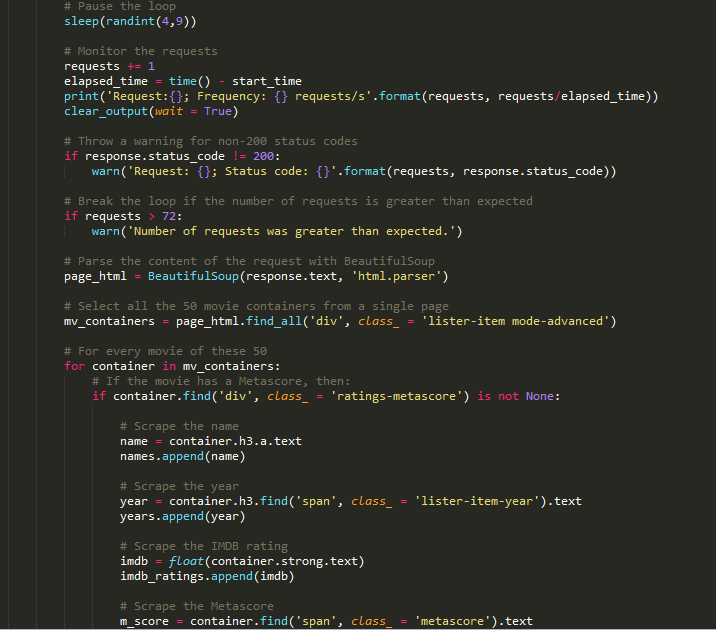 # Pause the loop
sleep(randint(4,9))
# Monitor the requests
requests += 1
elapsed_time = time() - start_time
print('Request:{}; Frequency: {} requests/s'.format(requests, requests/elapsed_time))
clear_output(wait = True)
# Throw a warning for non-200 status codes
if response.status_code != 200:
warn('Request: {}; Status code: {}'.format(requests, response.status_code))
# Break the loop if the number of requests is greater than expected
if requests > 72:
warn('Number of requests was greater than expected.')
# Parse the content of the request with BeautifulSoup
page_html = BeautifulSoup(response.text, 'html.parser')
# Select all the 50 movie containers from a single page
mv_containers = page_html.find_all('div', class_ = 'lister-item mode-advanced')
# For every movie of these 50
for container in mv_containers:
# If the movie has a Metascore, then:
if container.find('div', class_ = 'ratings-metascore') is not None:
# Scrape the name
name = container.h3.a.text
names.append(name)
# Scrape the year
year = container.h3.find('span', class_ = 'lister-item-year').text
years.append(year)
# Scrape the IMDB rating
imdb = float(container.strong.text)
imdb_ratings.append(imdb)
# Scrape the Metascore
m_score = container.find('span', class_ = 'metascore').text